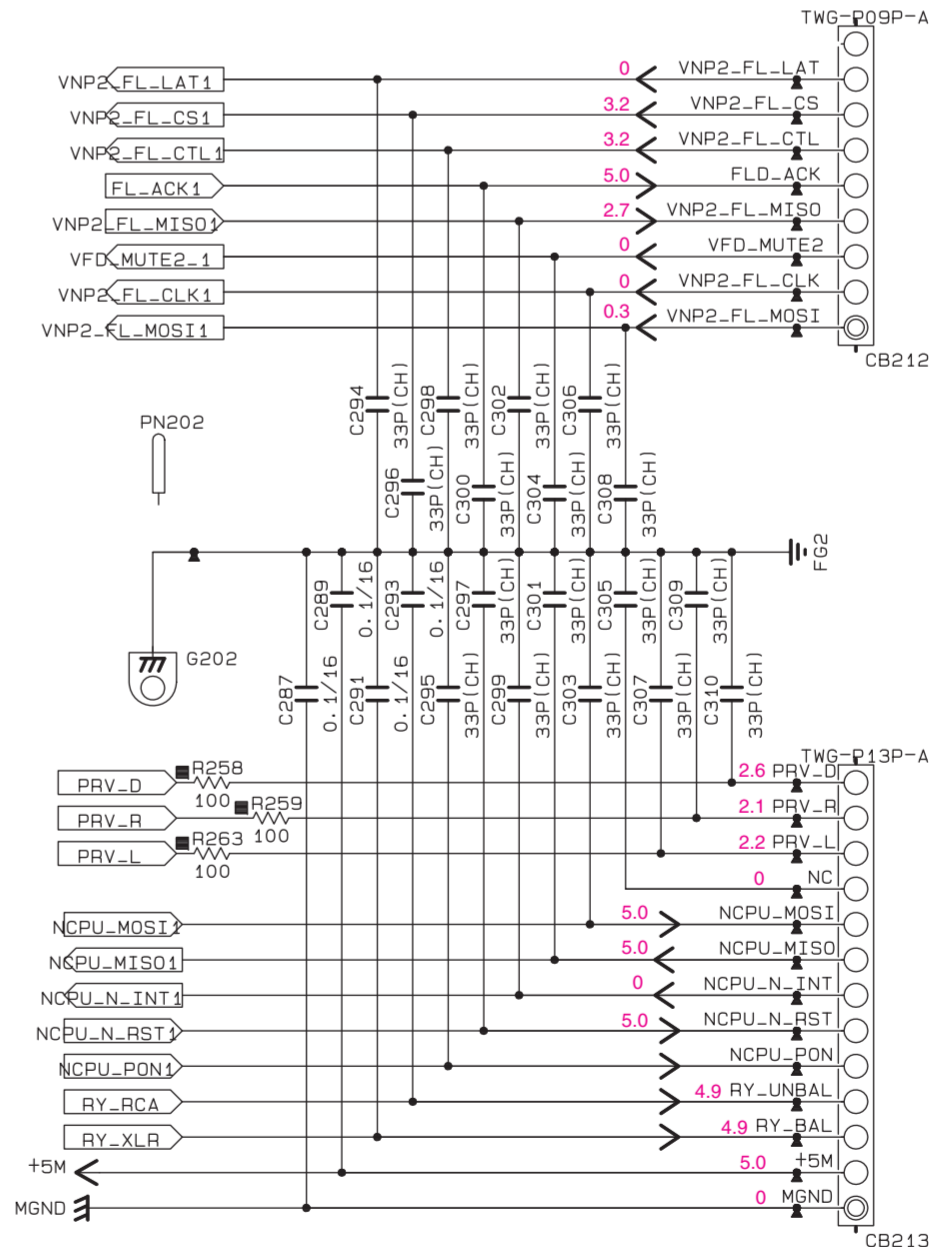 TWG-P09P-A
VNP2_FL_LAT1 0 VNP2_FL_LAT
VNP2_FL_CS1 3.2 VNP2_FL_CS
VNP2_FL_CTL1 3.2 VNP2_FL_CTL
FL_ACK1 5.0 FLD_ACK
VNP2_FL_MISO1 2.7 VNP2_FL_MISO
VFD_MUTE2_1 0 VFD_MUTE2
VNP2_FL_CLK1 0 VNP2_FL_CLK
VNP2_FL_MOSI1 0.3 VNP2_FL_MOSI
CB212
PN202
C294
33P(CH)
C298
33P(CH)
C302
33P(CH)
C306
33P(CH)
C296
33P(CH)
C300
33P(CH)
C304
33P(CH)
C308
33P(CH)
FG2
G202
C289
0.1/16
C293
0.1/16
C297
33P(CH)
C301
33P(CH)
C305
33P(CH)
C309
33P(CH)
C287
0.1/16
C291
0.1/16
C295
33P(CH)
C299
33P(CH)
C303
33P(CH)
C307
33P(CH)
C310
33P(CH)
TWG-P13P-A
PRV_D R258 100 2.6 PRV_D
PRV_R R259 100 2.1 PRV_R
PRV_L R263 100 2.2 PRV_L
0 NC
NCPU_MOSI1 5.0 NCPU_MOSI
NCPU_MISO1 5.0 NCPU_MISO
NCPU_N_INT1 0 NCPU_N_INT
NCPU_N_RST1 5.0 NCPU_N_RST
NCPU_PON1 NCPU_PON
RY_RCA 4.9 RY_UNBAL
RY_XLR 4.9 RY_BAL
+5M 5.0 +5M
MGND 0 MGND
CB213